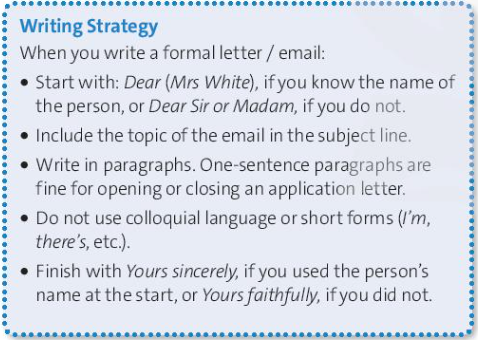 Writing Strategy
When you write a formal letter / email:
• Start with: Dear (Mrs White), if you know the name of
the person, or Dear Sir or Madam, if you do not.
• Include the topic of the email in the subject line.
• Write in paragraphs. One-sentence paragraphs are
fine for opening or closing an application letter.
• Do not use colloquial language or short forms (I'm,
there's, etc.).
• Finish with Yours sincerely, if you used the person's
name at the start, or Yours faithfully, if you did not.